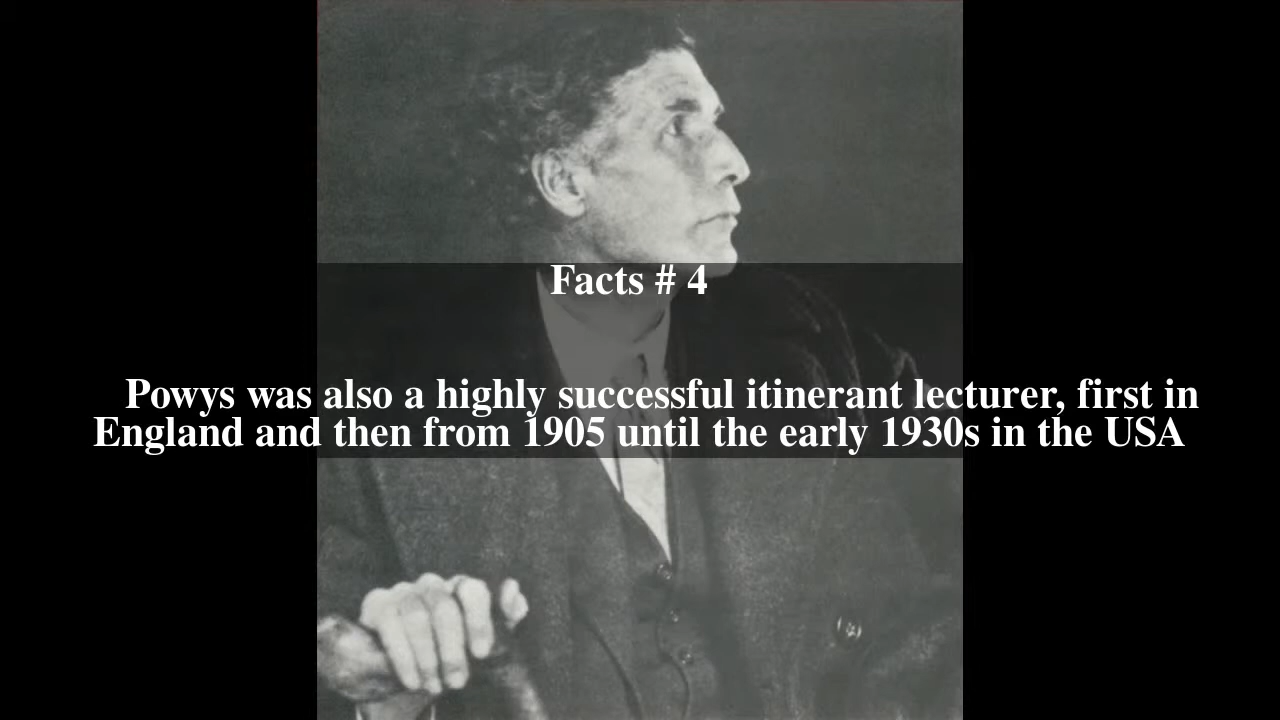 Facts # 4
Powys was also a highly successful itinerant lecturer, first in
England and then from 1905 until the early 1930s in the USA